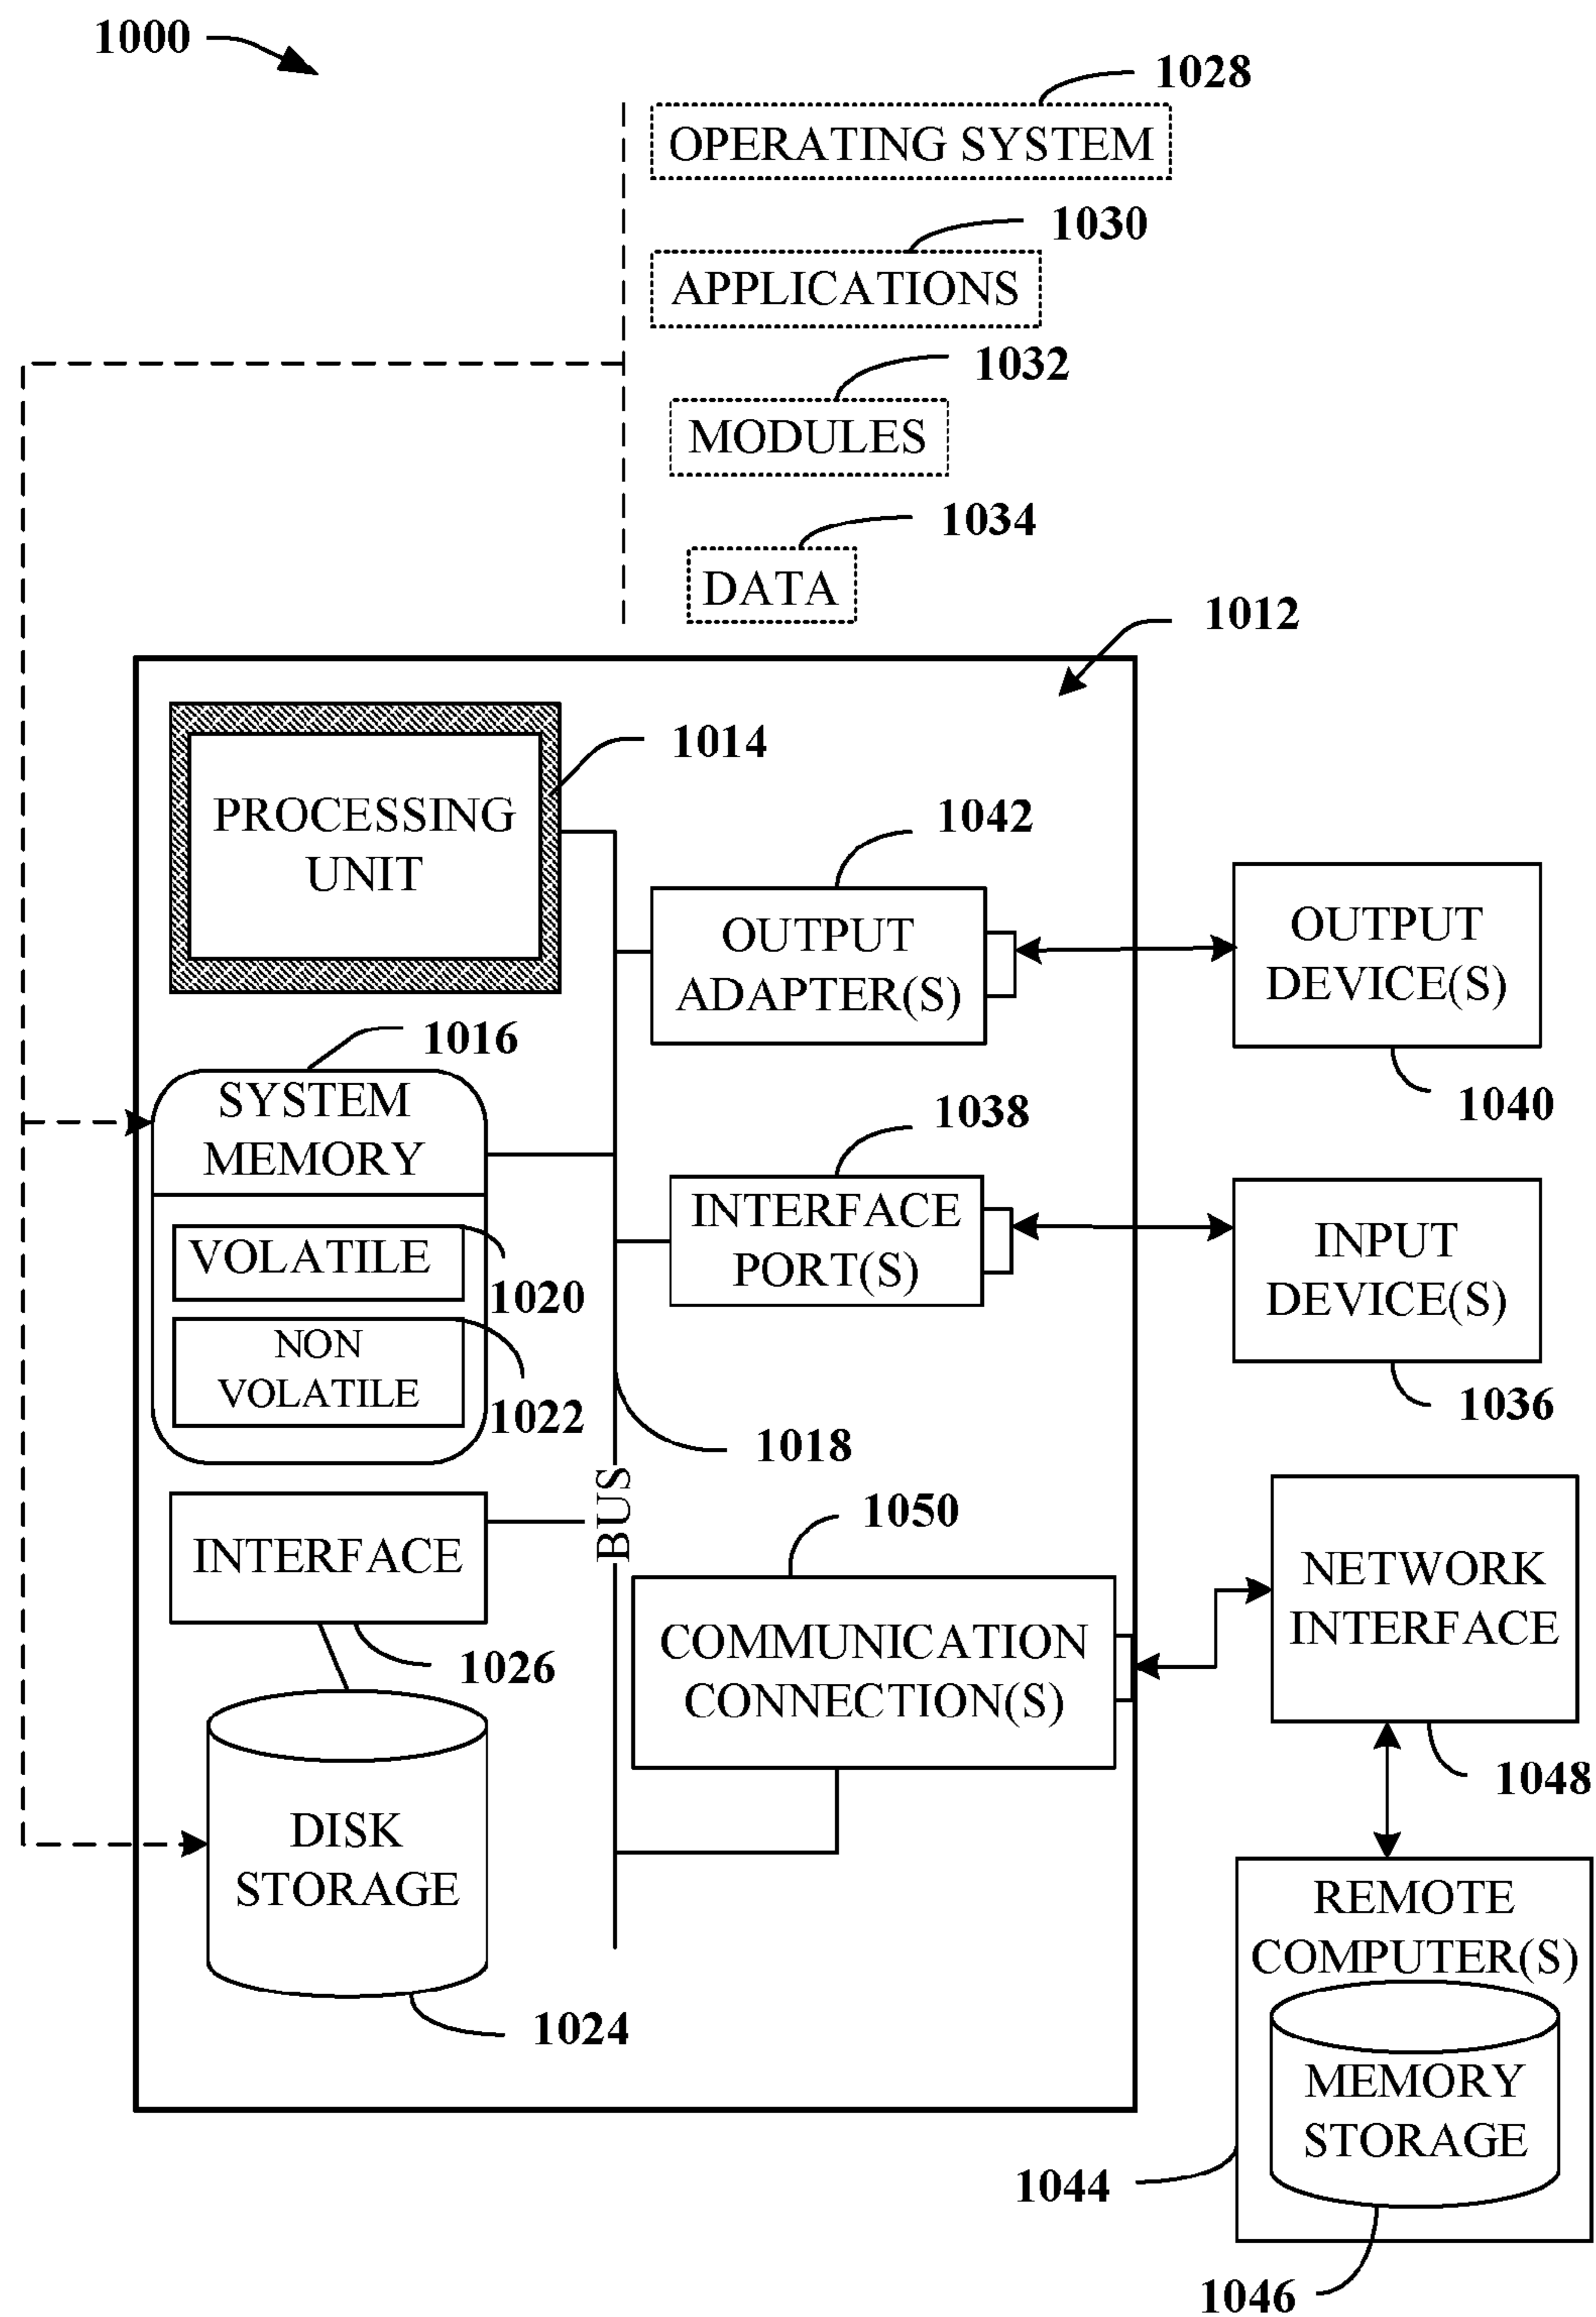 1000
1028
OPERATING SYSTEM
1030
APPLICATIONS
1032
MODULES
1034
DATA
1012
1014
PROCESSING
UNIT
1042
OUTPUT
ADAPTER(S)
OUTPUT
DEVICE(S)
1040
1016
SYSTEM
MEMORY
1038
INTERFACE
PORT(S)
INPUT
DEVICE(S)
1036
VOLATILE
1020
NON
VOLATILE
1022
1018
BUS
INTERFACE
1026
1050
COMMUNICATION
CONNECTION(S)
NETWORK
INTERFACE
1048
DISK
STORAGE
1024
REMOTE
COMPUTER(S)
MEMORY
STORAGE
1044
1046